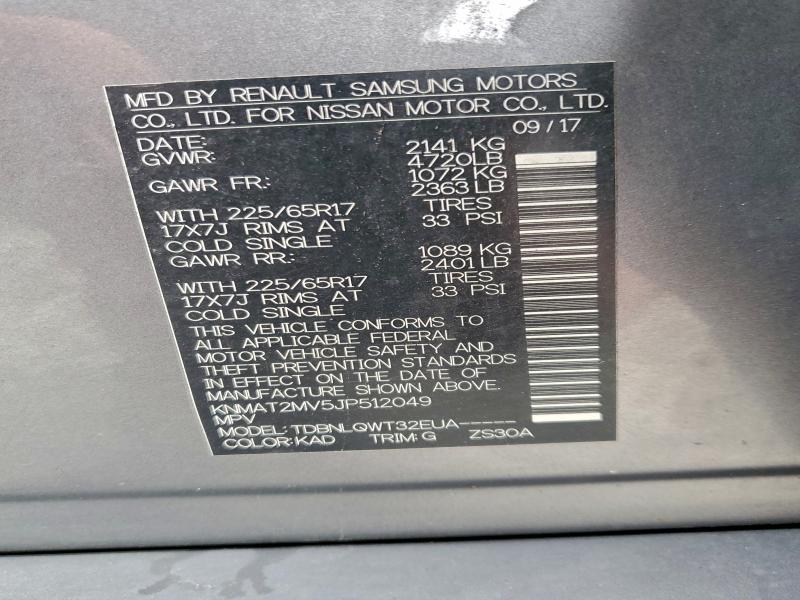 MFD BY RENAULT SAMSUNG MOTORS
CO., LTD. FOR NISSAN MOTOR CO., LTD.
DATE: 09 / 17
GVWR: 2141 KG
4720LB
GAWR FR.: 1072 KG
2363 LB
WITH 225/65R17 TIRES
17X7J RIMS AT 33 PSI
COLD SINGLE
GAWR RR.: 1089 KG
2401 LB
WITH 225/65R17 TIRES
17X7J RIMS AT 33 PSI
COLD SINGLE
THIS VEHICLE CONFORMS TO
ALL APPLICABLE FEDERAL
MOTOR VEHICLE SAFETY AND
THEFT PREVENTION STANDARDS
IN EFFECT ON THE DATE OF
MANUFACTURE SHOWN ABOVE.
KNMAT2MV5JP512049
MPV
MODEL: TDBNLQWT32EUA-----
COLOR: KAD TRIM: G ZS30A